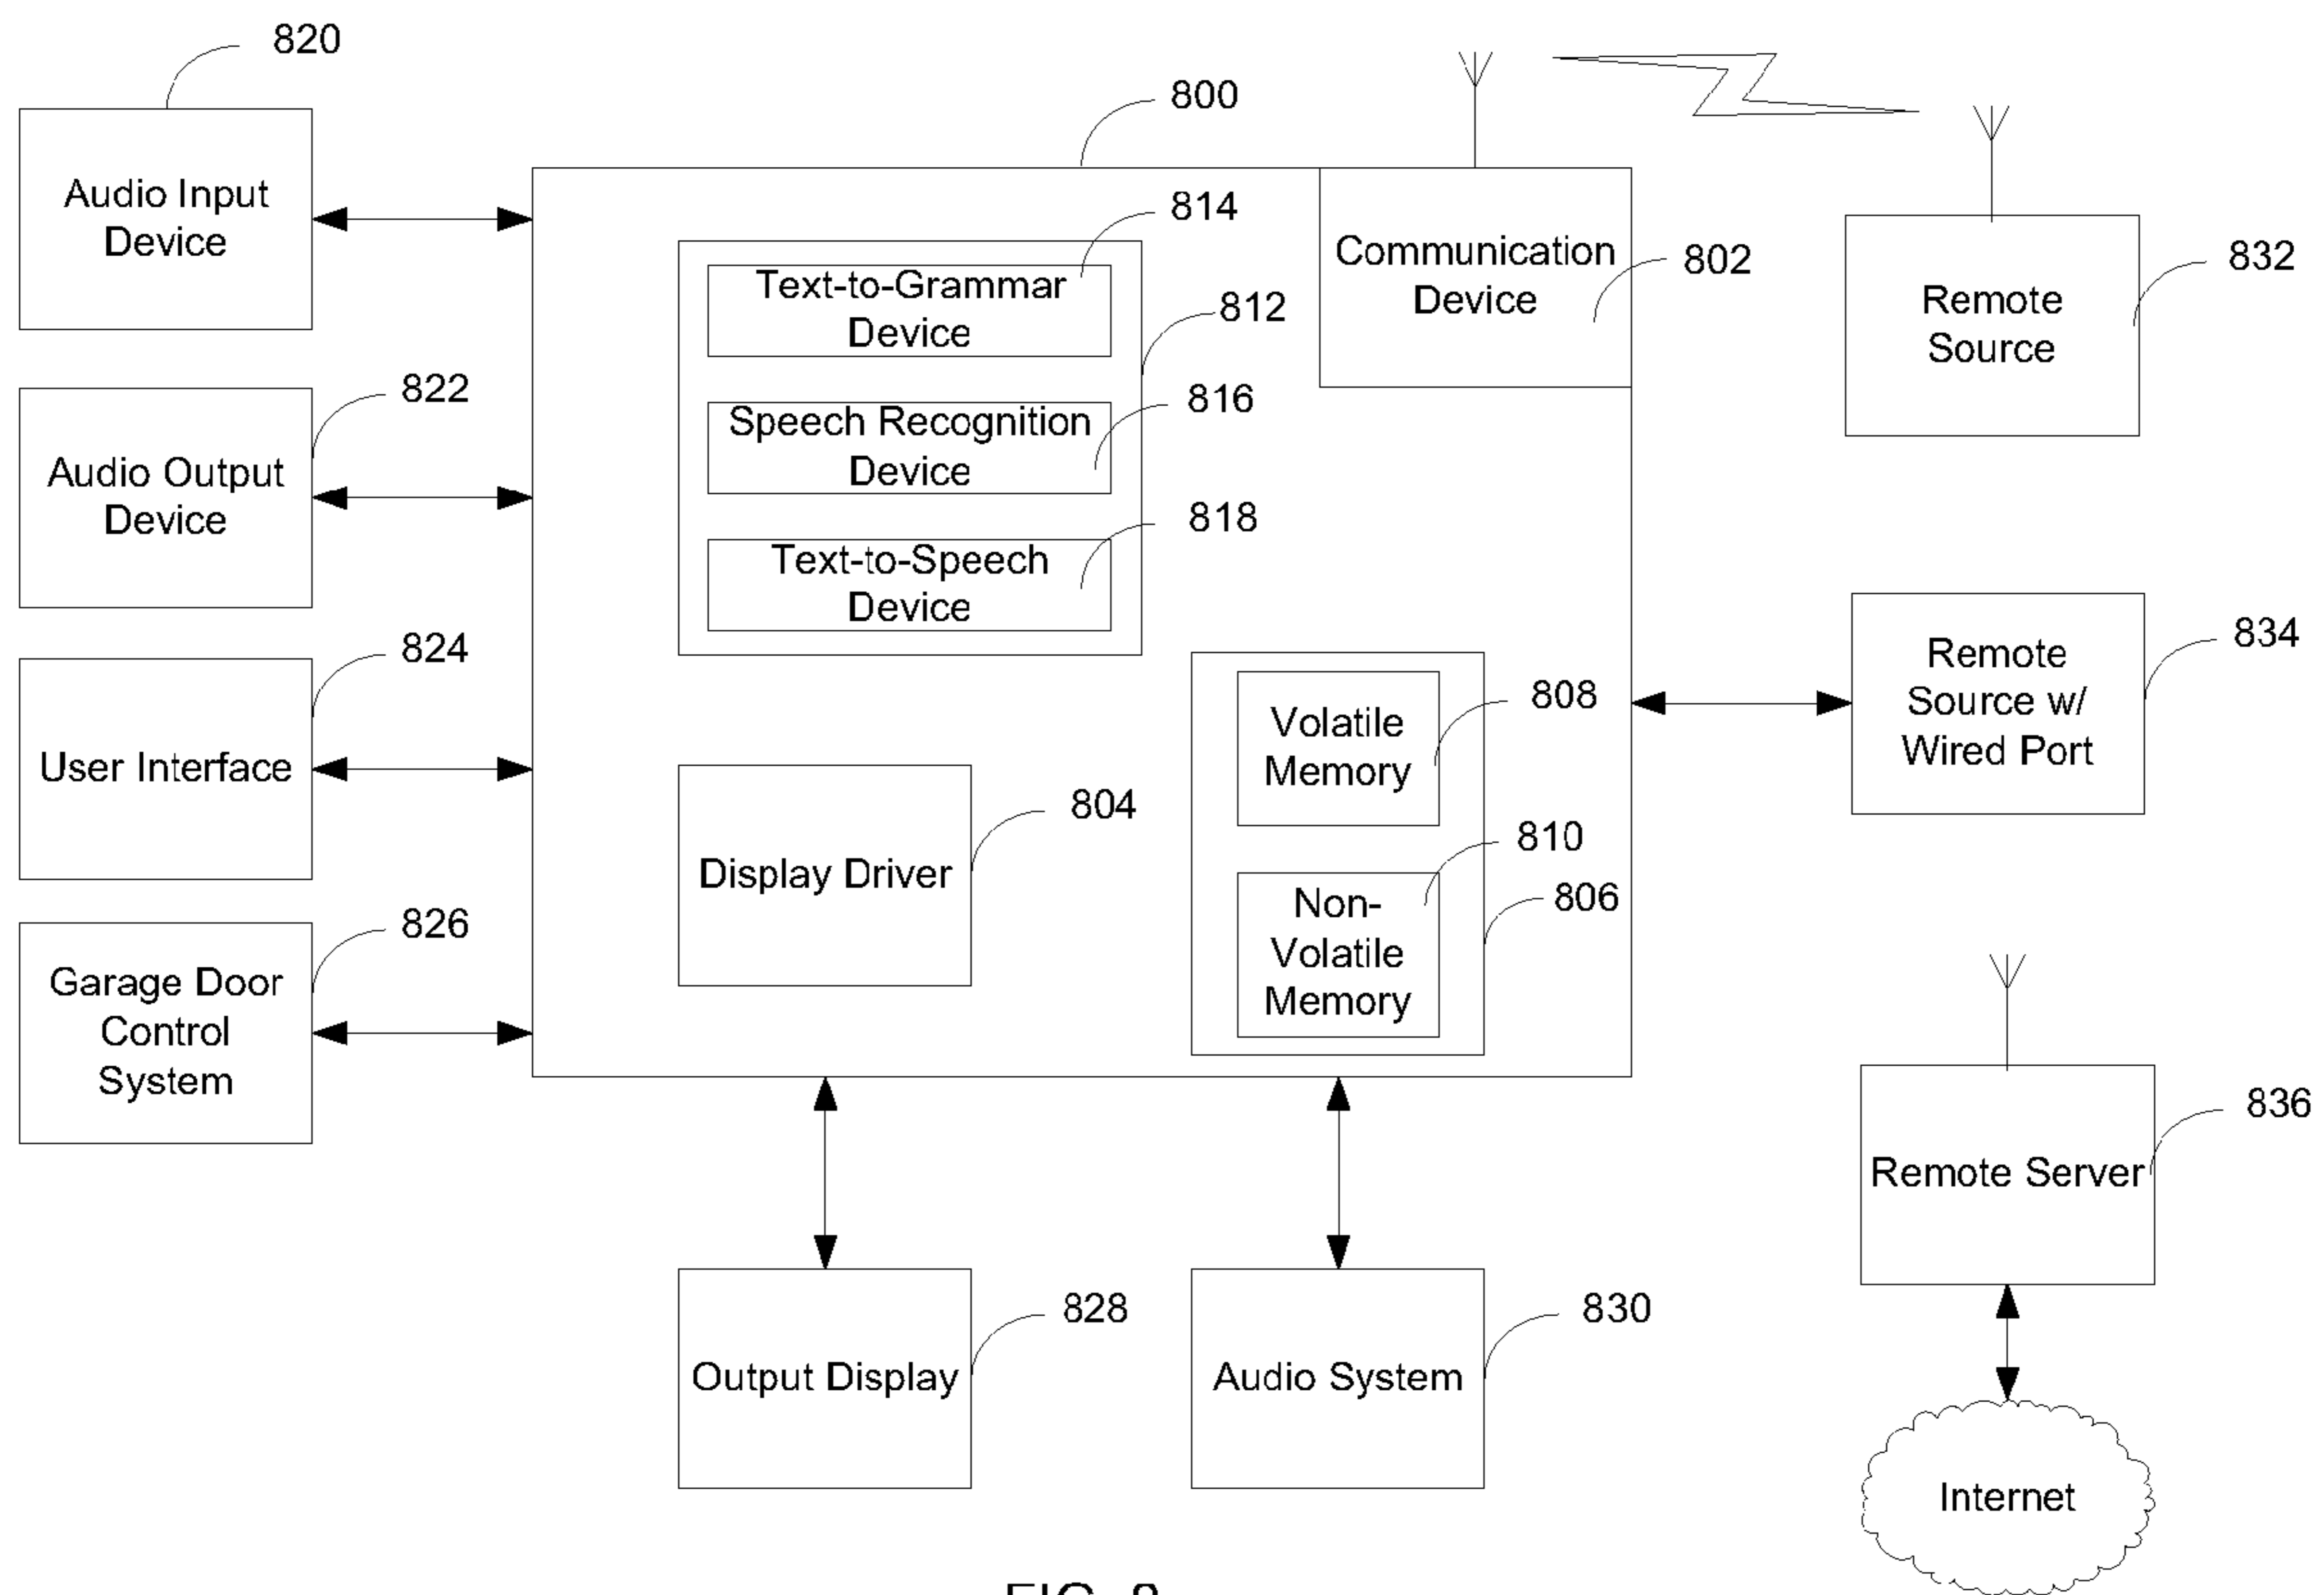 820
Audio Input
Device
822
Audio Output
Device
824
User Interface
826
Garage Door
Control
System
800
814
Text-to-Grammar
Device
812
816
Speech Recognition
Device
818
Text-to-Speech
Device
Communication
Device
802
804
Display Driver
808
Volatile
Memory
810
Non-
Volatile
Memory
806
828
Output Display
830
Audio System
832
Remote
Source
834
Remote
Source w/
Wired Port
836
Remote Server
Internet
FIG. 8